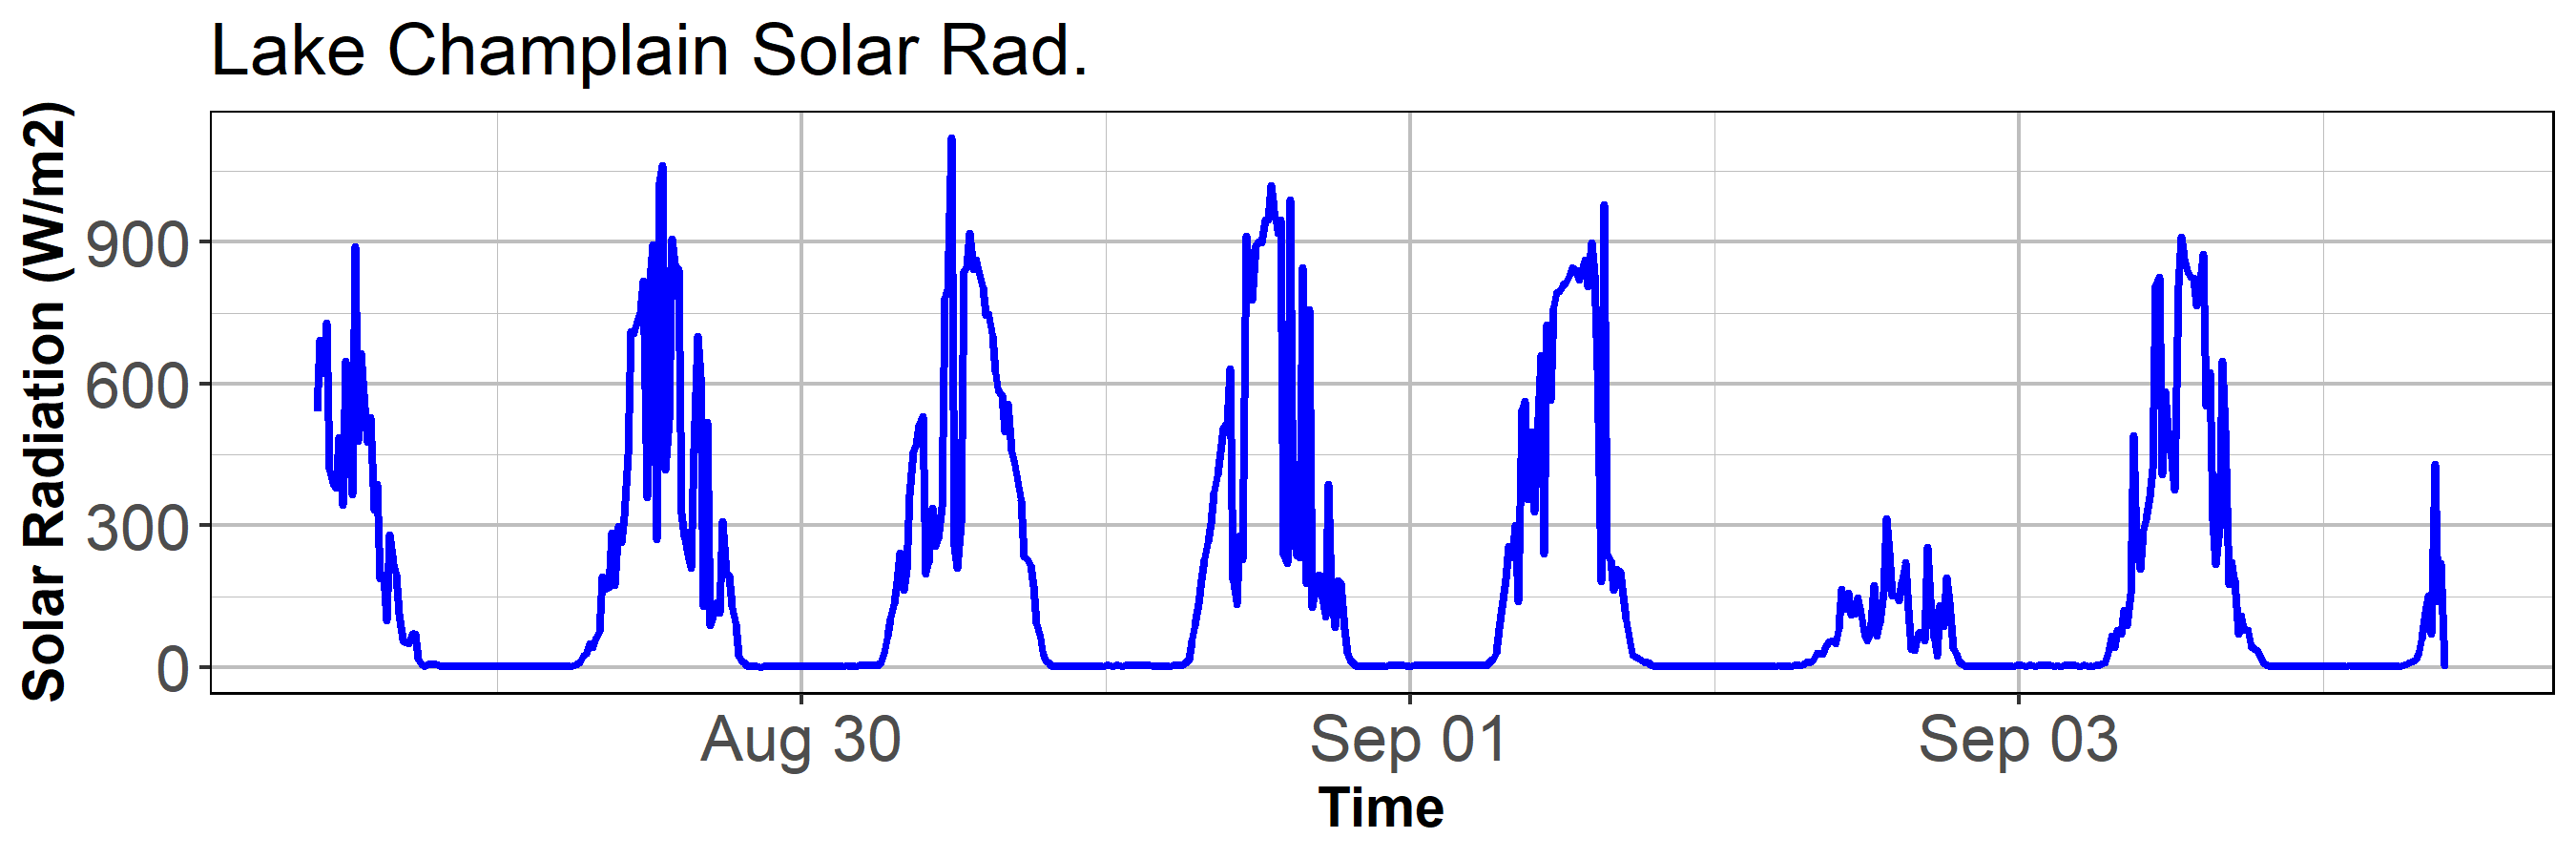 Lake Champlain Solar Rad.
Solar Radiation (W/m2)
900
600
300
0
Aug 30 Sep 01 Sep 03
Time